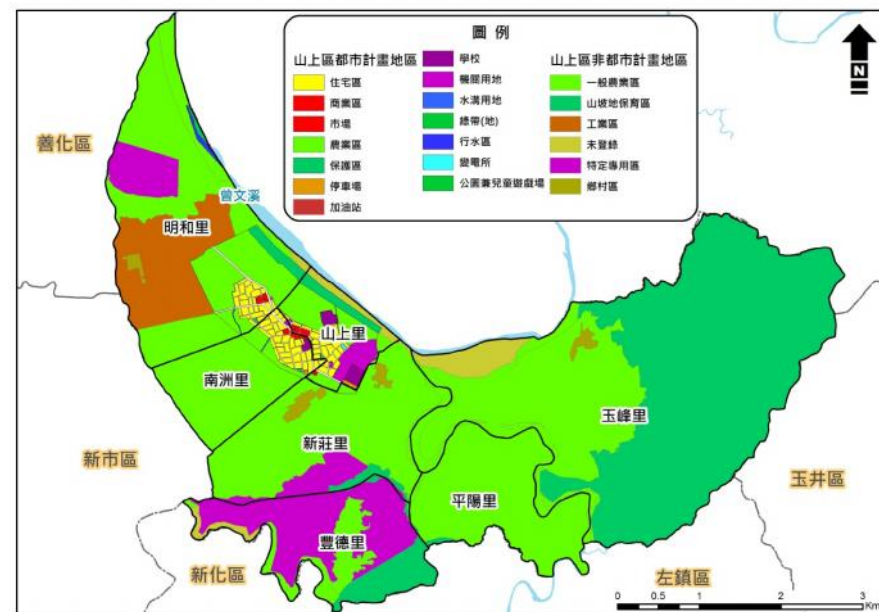 圖例
山上區都市計畫地區
住宅區
商業區
市場
農業區
保護區
停車場
加油站
學校
機關用地
水溝用地
綠帶(地)
行水區
變電所
公園兼兒童遊戲場
山上區非都市計畫地區
一般農業區
山坡地保育區
工業區
未登錄
特定專用區
鄉村區
N
善化區
曾文溪
明和里
山上里
南洲里
玉峰里
新莊里
新市區
玉井區
平陽里
豐德里
新化區
左鎮區
0 0.5 1 2 3
Km